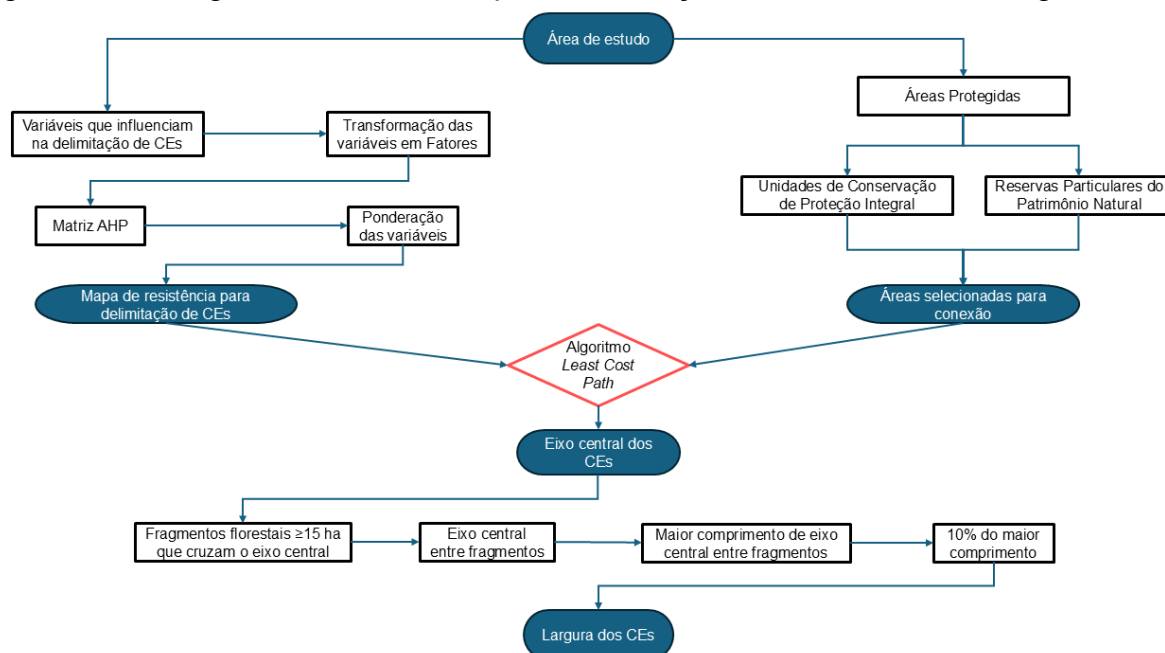 Área de estudo
Áreas Protegidas
Variáveis que influenciam
na delimitação de CEs
Transformação das
variáveis em Fatores
Unidades de Conservação
de Proteção Integral
Reservas Particulares do
Patrimônio Natural
Matriz AHP
Ponderação
das variáveis
Mapa de resistência para
delimitação de CEs
Áreas selecionadas para
conexão
Algoritmo
Least Cost
Path
Eixo central dos
CEs
Fragmentos florestais ≥15 ha
que cruzam o eixo central
Eixo central
entre fragmentos
Maior comprimento de eixo
central entre fragmentos
10% do maior
comprimento
Largura dos CEs